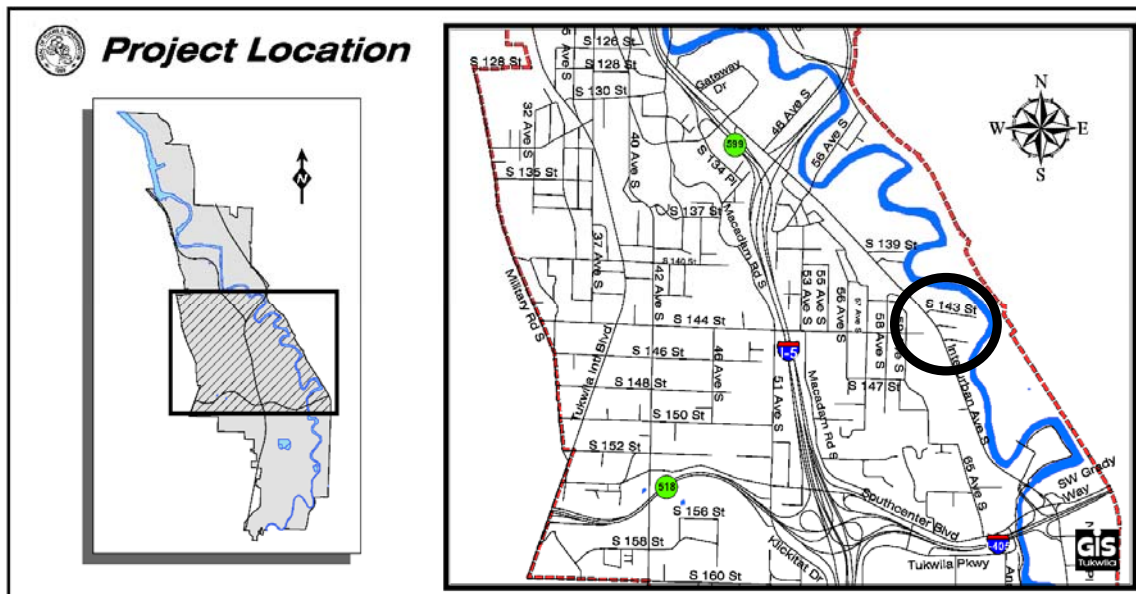 Project Location
N
N
W E
S
S 126 St
S 128 St
S 128 St
Gateway Dr
S 130 St
48 Ave S
32 Ave S
40 Ave S
599
56 Ave S
S 134 Pl
S 135 St
S 137 St
Macadam Rd S
S 139 St
37 Ave S
S 140 St
42 Ave S
Military Rd S
55 Ave S
53 Ave S
56 Ave S
57 Ave S
58 Ave S
S 143 St
S 144 St
Tukwila Intl Blvd
S 146 St
46 Ave S
I-5
Interurban Ave S
S 147 St
S 148 St
51 Ave S
Macadam Rd S
S 150 St
S 152 St
65 Ave S
SW Grady Way
518
Southcenter Blvd
S 156 St
S 158 St
Klickitat Dr
I-405
Tukwila Pkwy
S 160 St
GIS
Tukwila